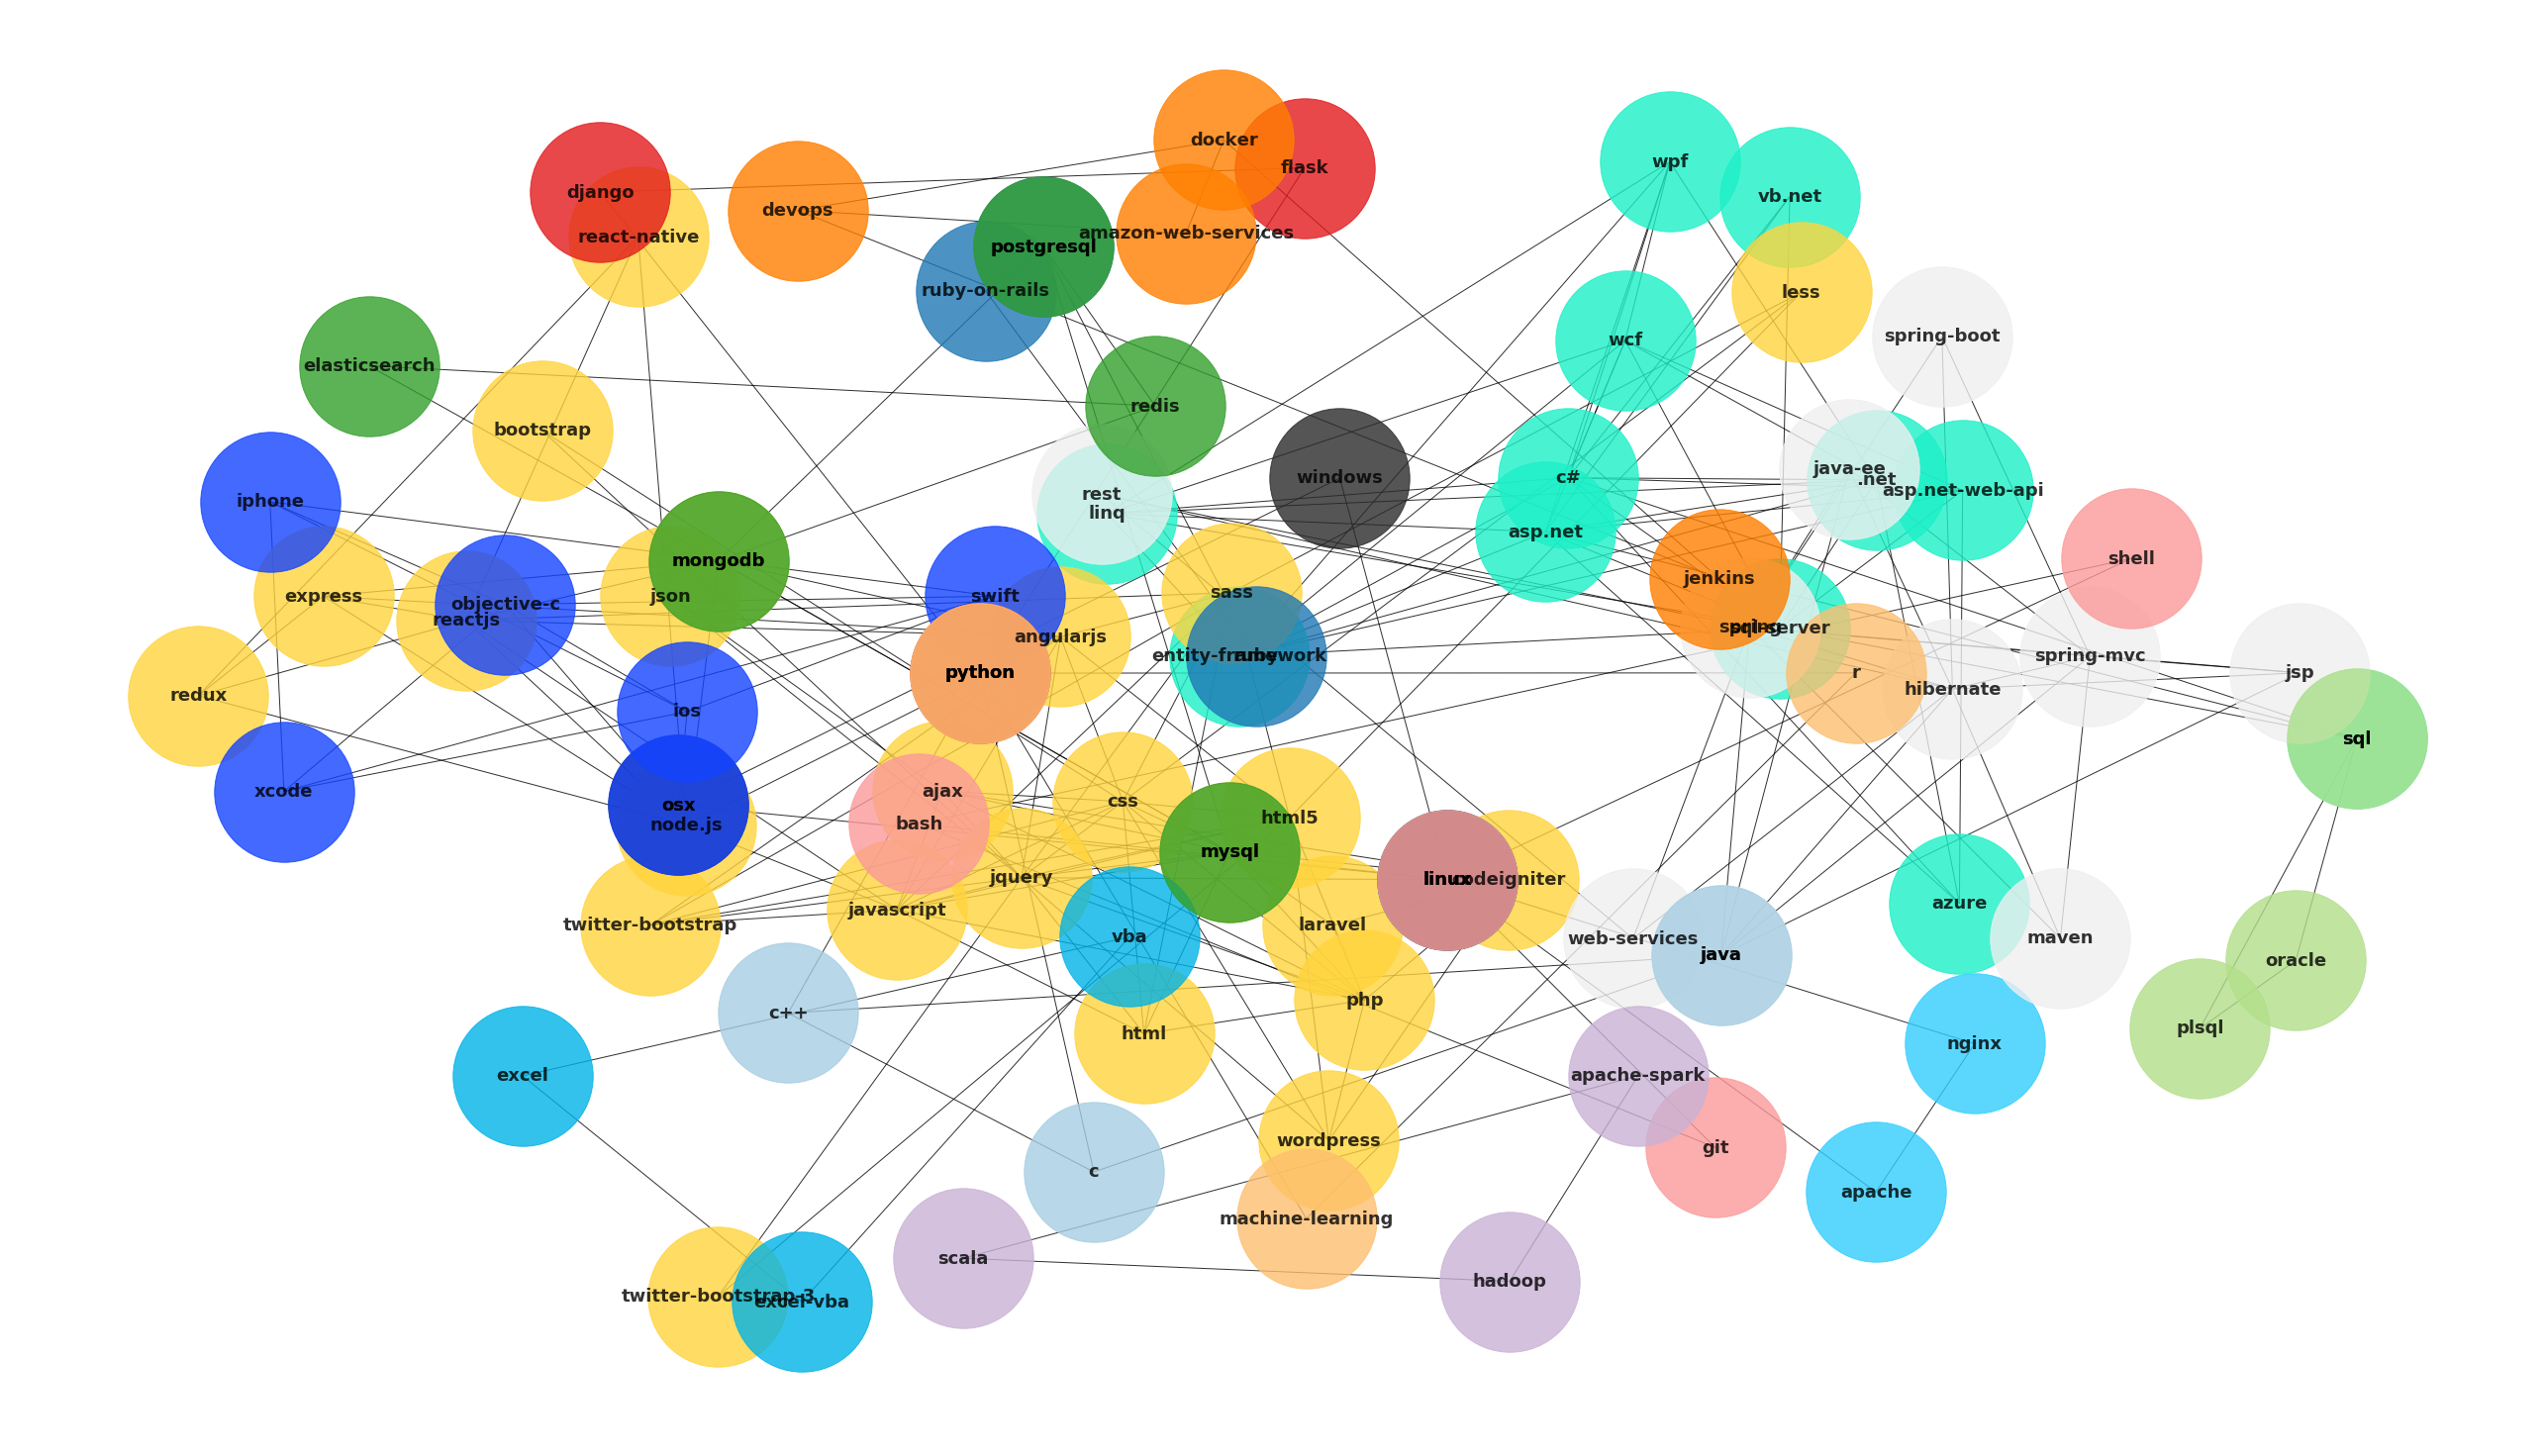 docker
flask
wpf
django
vb.net
devops
amazon-web-services
react-native
postgresql
ruby-on-rails
less
spring-boot
wcf
elasticsearch
redis
bootstrap
java-ee
windows
c#
.net
asp.net-web-api
rest
iphone
linq
asp.net
shell
mongodb
jenkins
sass
json
swift
express
objective-c
reactjs
angularjs
spring
sql-server
entity-framework
ruby
spring-mvc
python
r
jsp
hibernate
redux
ios
sql
xcode
ajax
css
osx
html5
node.js
bash
mysql
jquery
linux
codeigniter
azure
javascript
twitter-bootstrap
laravel
vba
web-services
maven
java
oracle
php
c++
html
plsql
nginx
excel
apache-spark
wordpress
git
c
apache
machine-learning
scala
hadoop
twitter-bootstrap-3
excel-vba